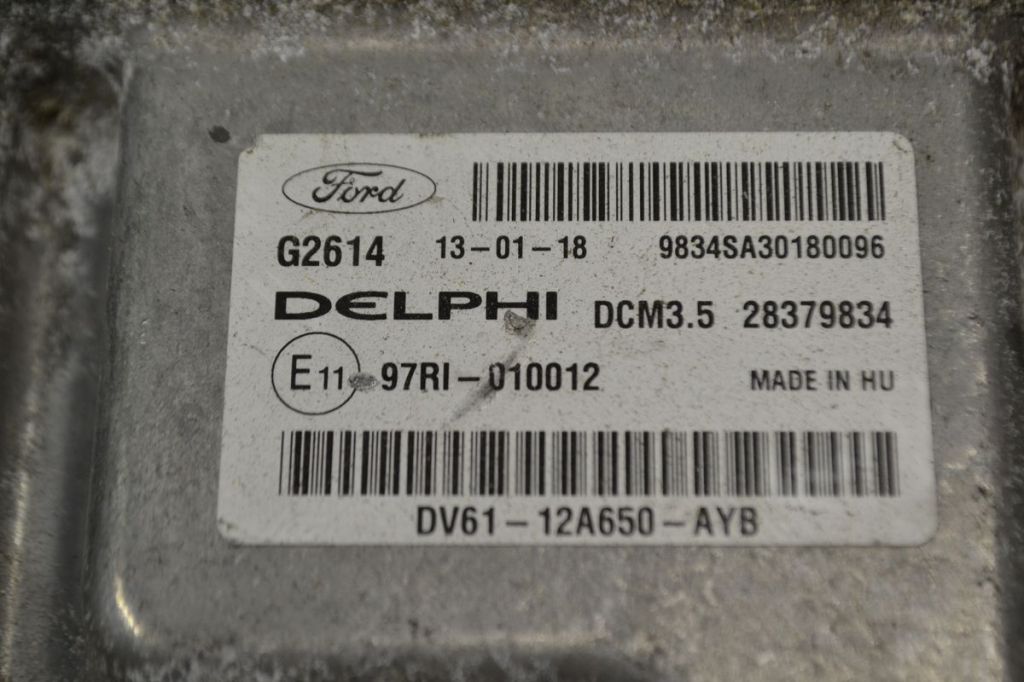 Ford
G2614 13-01-18 9834SA30180096
DELPHI DCM3.5 28379834
E11 97RI-010012 MADE IN HU
DV61-12A650-AYB